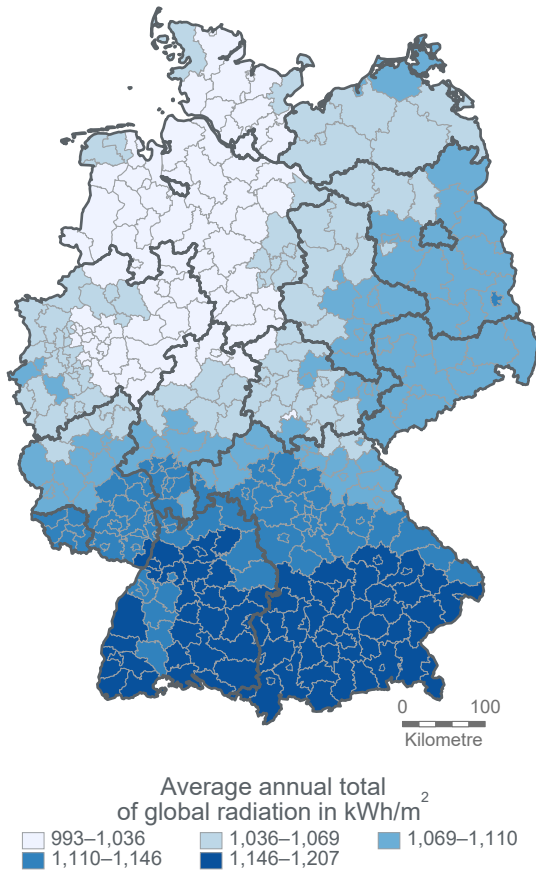 0 100
Kilometre
Average annual total
of global radiation in kWh/m²
993–1,036 1,036–1,069 1,069–1,110
1,110–1,146 1,146–1,207